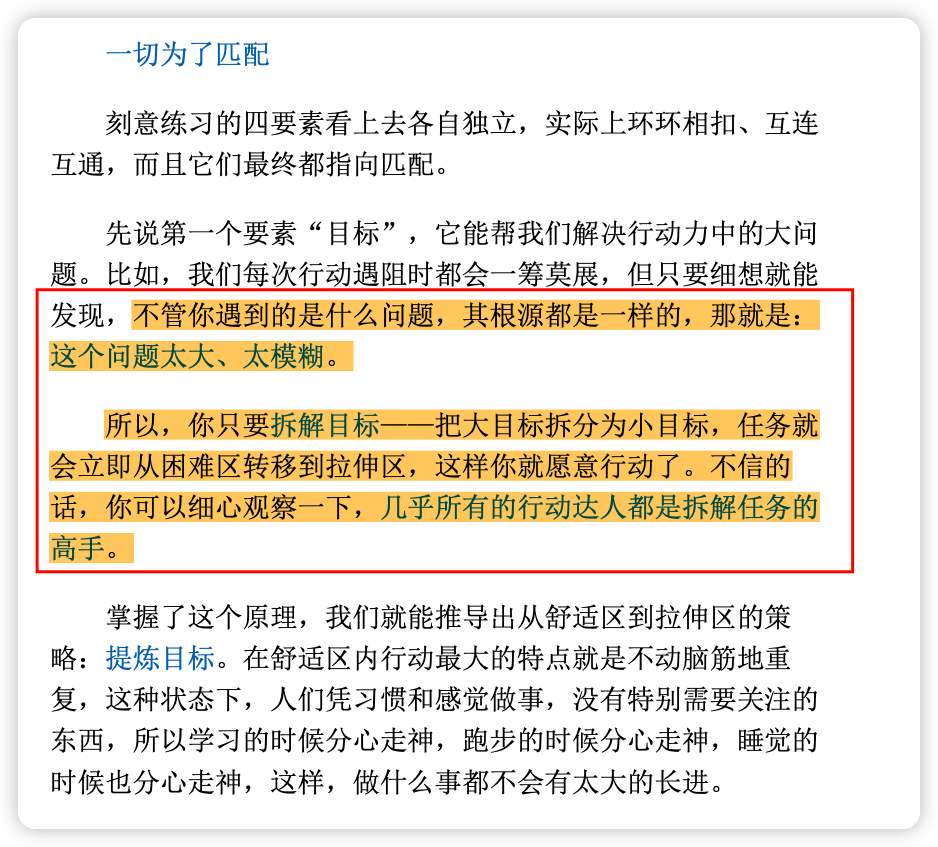 一切为了匹配
刻意练习的四要素看上去各自独立，实际上环环相扣、互连
互通，而且它们最终都指向匹配。
先说第一个要素“目标”，它能帮我们解决行动力中的大问
题。比如，我们每次行动遇阻时都会一筹莫展，但只要细想就能
发现，不管你遇到的是什么问题，其根源都是一样的，那就是：
这个问题太大、太模糊。
所以，你只要拆解目标——把大目标拆分为小目标，任务就
会立即从困难区转移到拉伸区，这样你就愿意行动了。不信的
话，你可以细心观察一下，几乎所有的行动达人都是拆解任务的
高手。
掌握了这个原理，我们就能推导出从舒适区到拉伸区的策
略：提炼目标。在舒适区内行动最大的特点就是不动脑筋地重
复，这种状态下，人们凭习惯和感觉做事，没有特别需要关注的
东西，所以学习的时候分心走神，跑步的时候分心走神，睡觉的
时候也分心走神，这样，做什么事都不会有太大的长进。